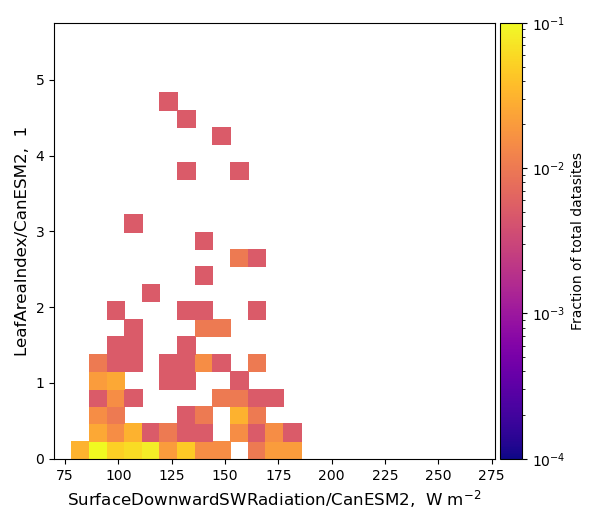 5
4
3
2
1
0
LeafAreaIndex/CanESM2, 1
75 100 125 150 175 200 225 250 275
SurfaceDownwardSWRadiation/CanESM2, W m⁻²
10⁻¹
10⁻²
10⁻³
10⁻⁴
Fraction of total datasites